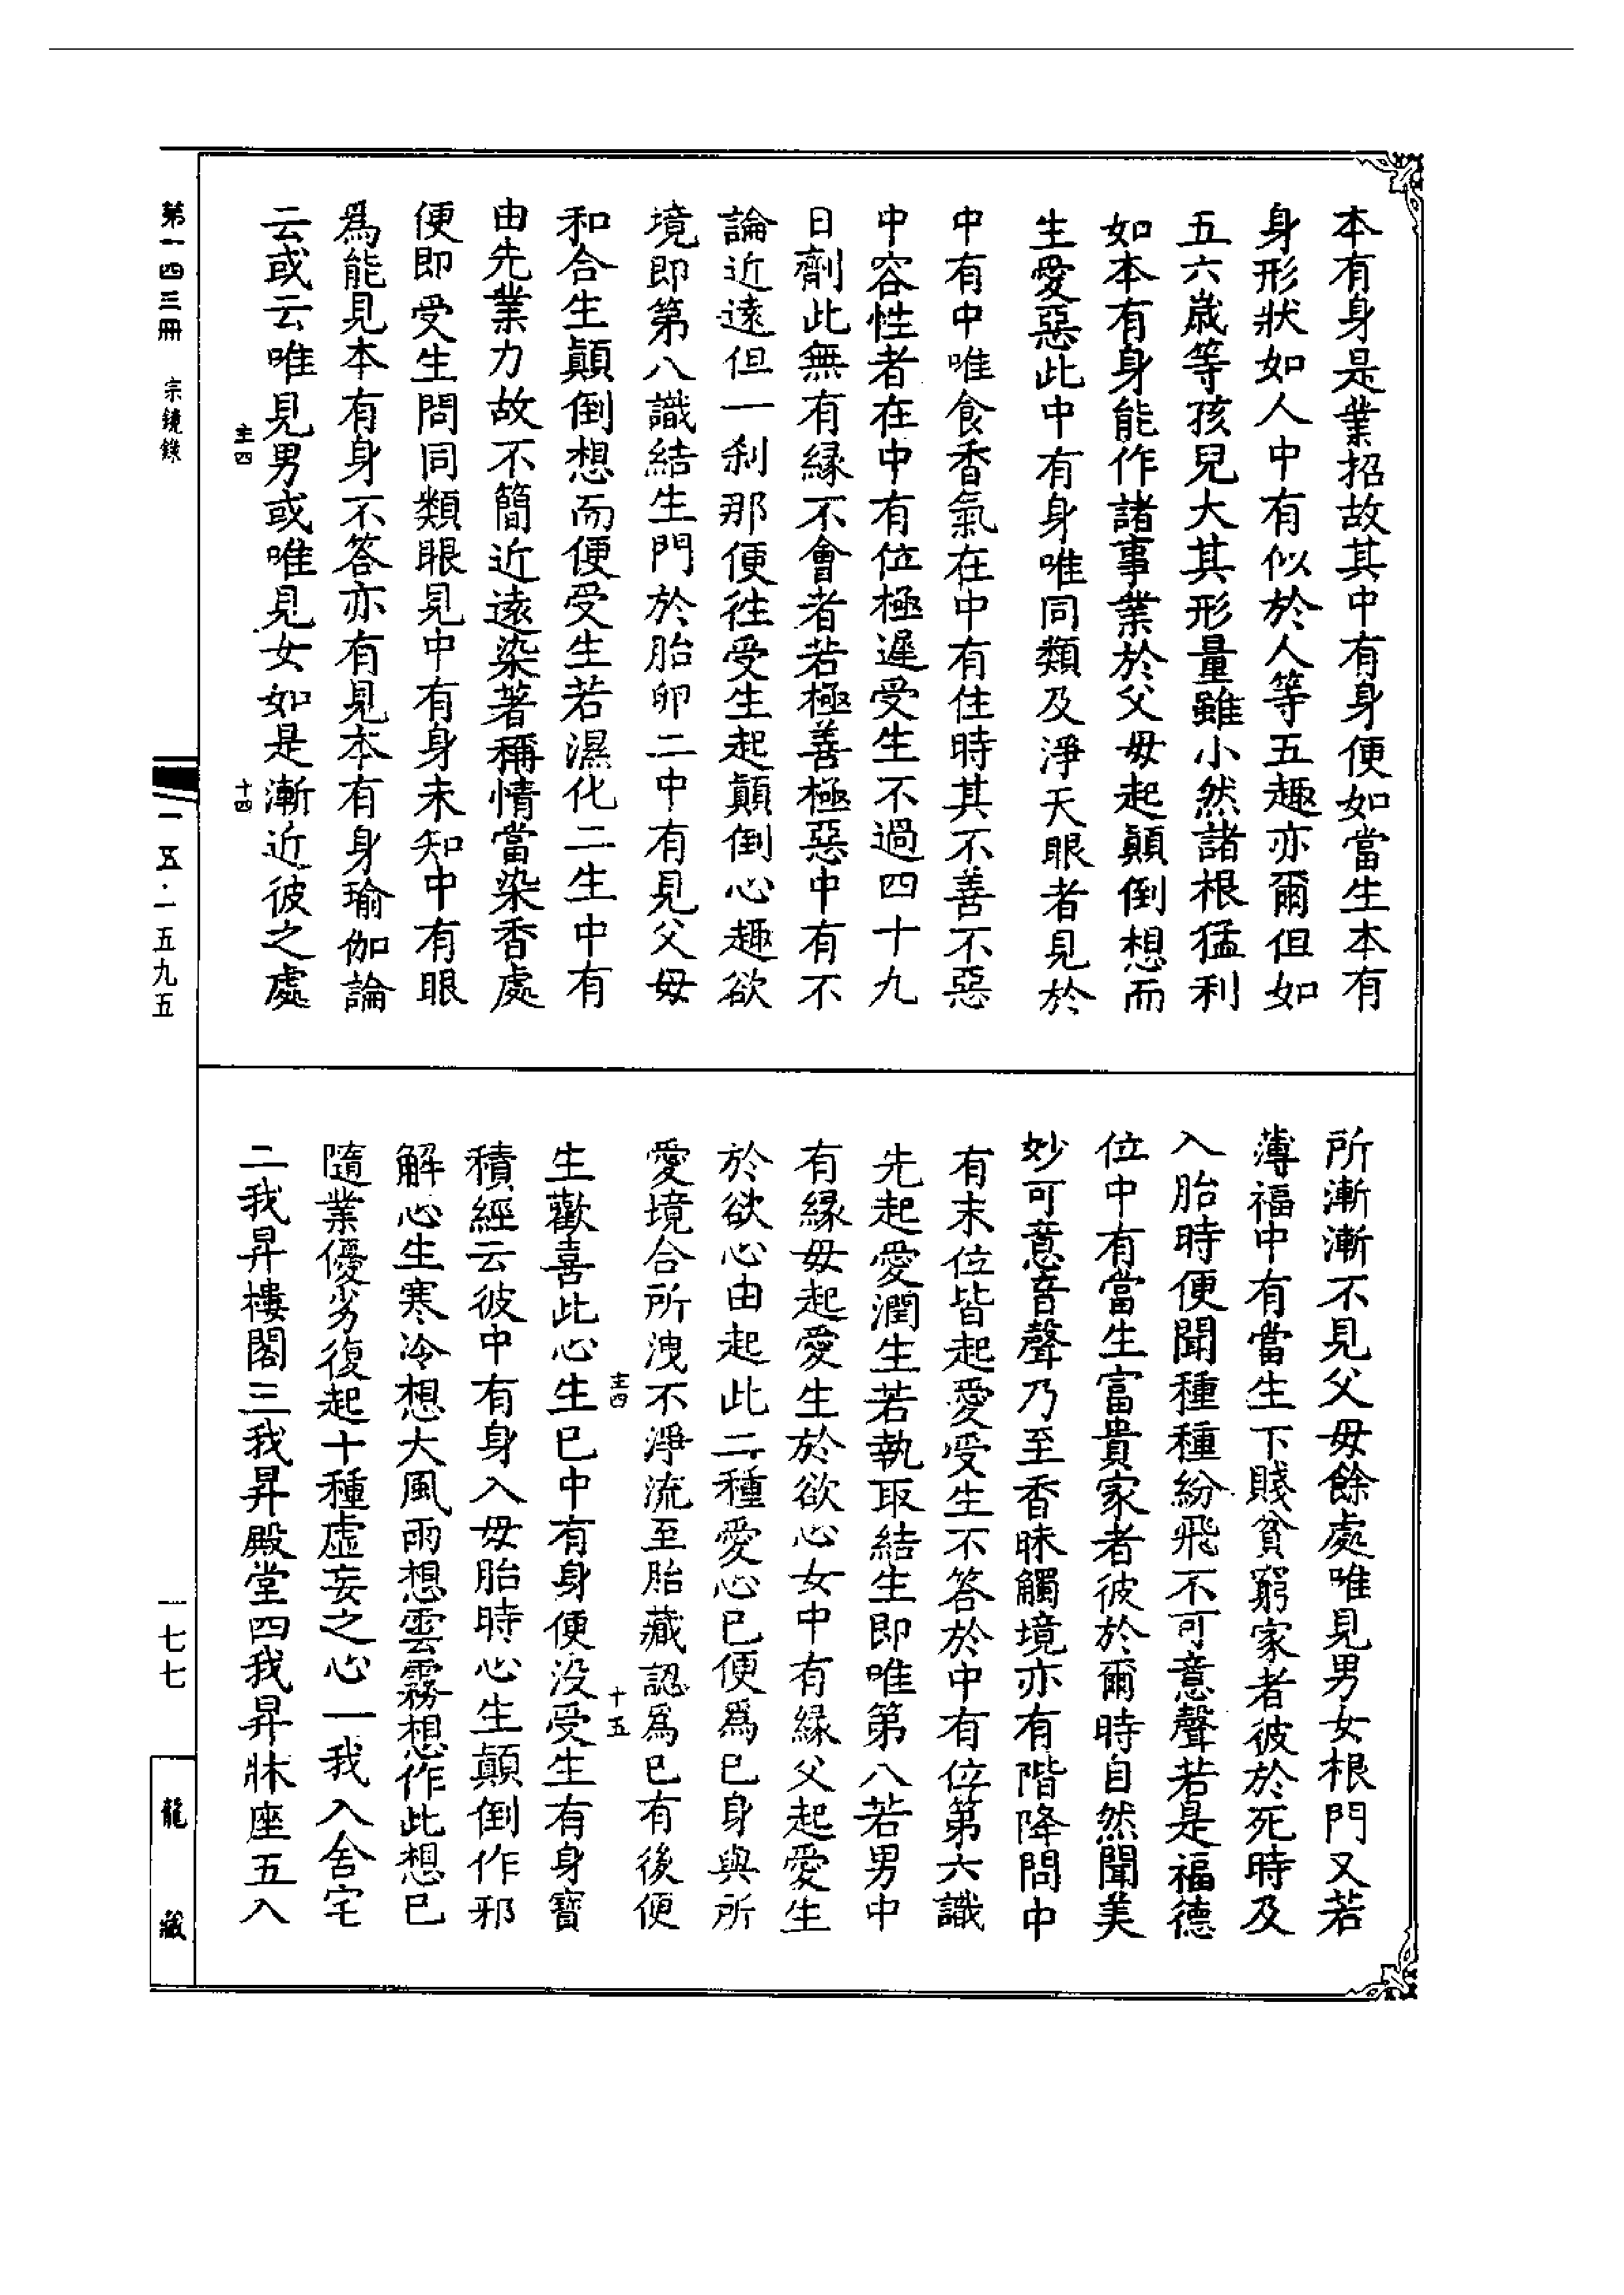 本有身是業招故其中有身便如當生本有
身形狀如人中有似於人等五趣亦爾但如
五六歲等孩兒大其形量雖小然諸根猛利
如本有身能作諸事業於父母起顛倒想而
生愛惡此中有身唯同類及淨天眼者見於
中有中唯食香氣在中有住時其不善不惡
中容性者在中有位極遲受生不過四十九
日劑此無有緣不會者若極善極惡中有不
論近遠但一剎那便往受生起顛倒心趣欲
境即第八識結生門於胎卵二中有見父母
和合生顛倒想而便受生若濕化二生中有
由先業力故不簡近遠染著稱情當染香處
便即受生問同類眼見中有身未知中有眼
爲能見本有身不答亦有見本有身瑜伽論
云或云唯見男或唯見女如是漸近彼之處
主四
十四
所漸漸不見父母餘處唯見男女根門又若
薄福中有當生下賤貧窮家者彼於死時及
入胎時便聞種種紛飛不可意聲若是福德
位中有當生富貴家者彼於爾時自然聞美
妙可意音聲乃至香味觸境亦有階降問中
有末位皆起愛受生不答於中有位第六識
先起愛潤生若執取結生即唯第八若男中
有緣母起愛生於欲心女中有緣父起愛生
於欲心由起此二種愛心已便爲已身與所
愛境合所洩不淨流至胎藏認爲已有後便
主四
十五
生歡喜此心生已中有身便沒受生有身寶
積經云彼中有身入母胎時心生顛倒作邪
解心生寒冷想大風雨想雲霧想作此想已
隨業優劣復起十種虛妄之心一我入舍宅
二我昇樓閣三我昇殿堂四我昇牀座五入
第一四三冊 宗鏡錄
一五·一五九五
一七七
龍藏